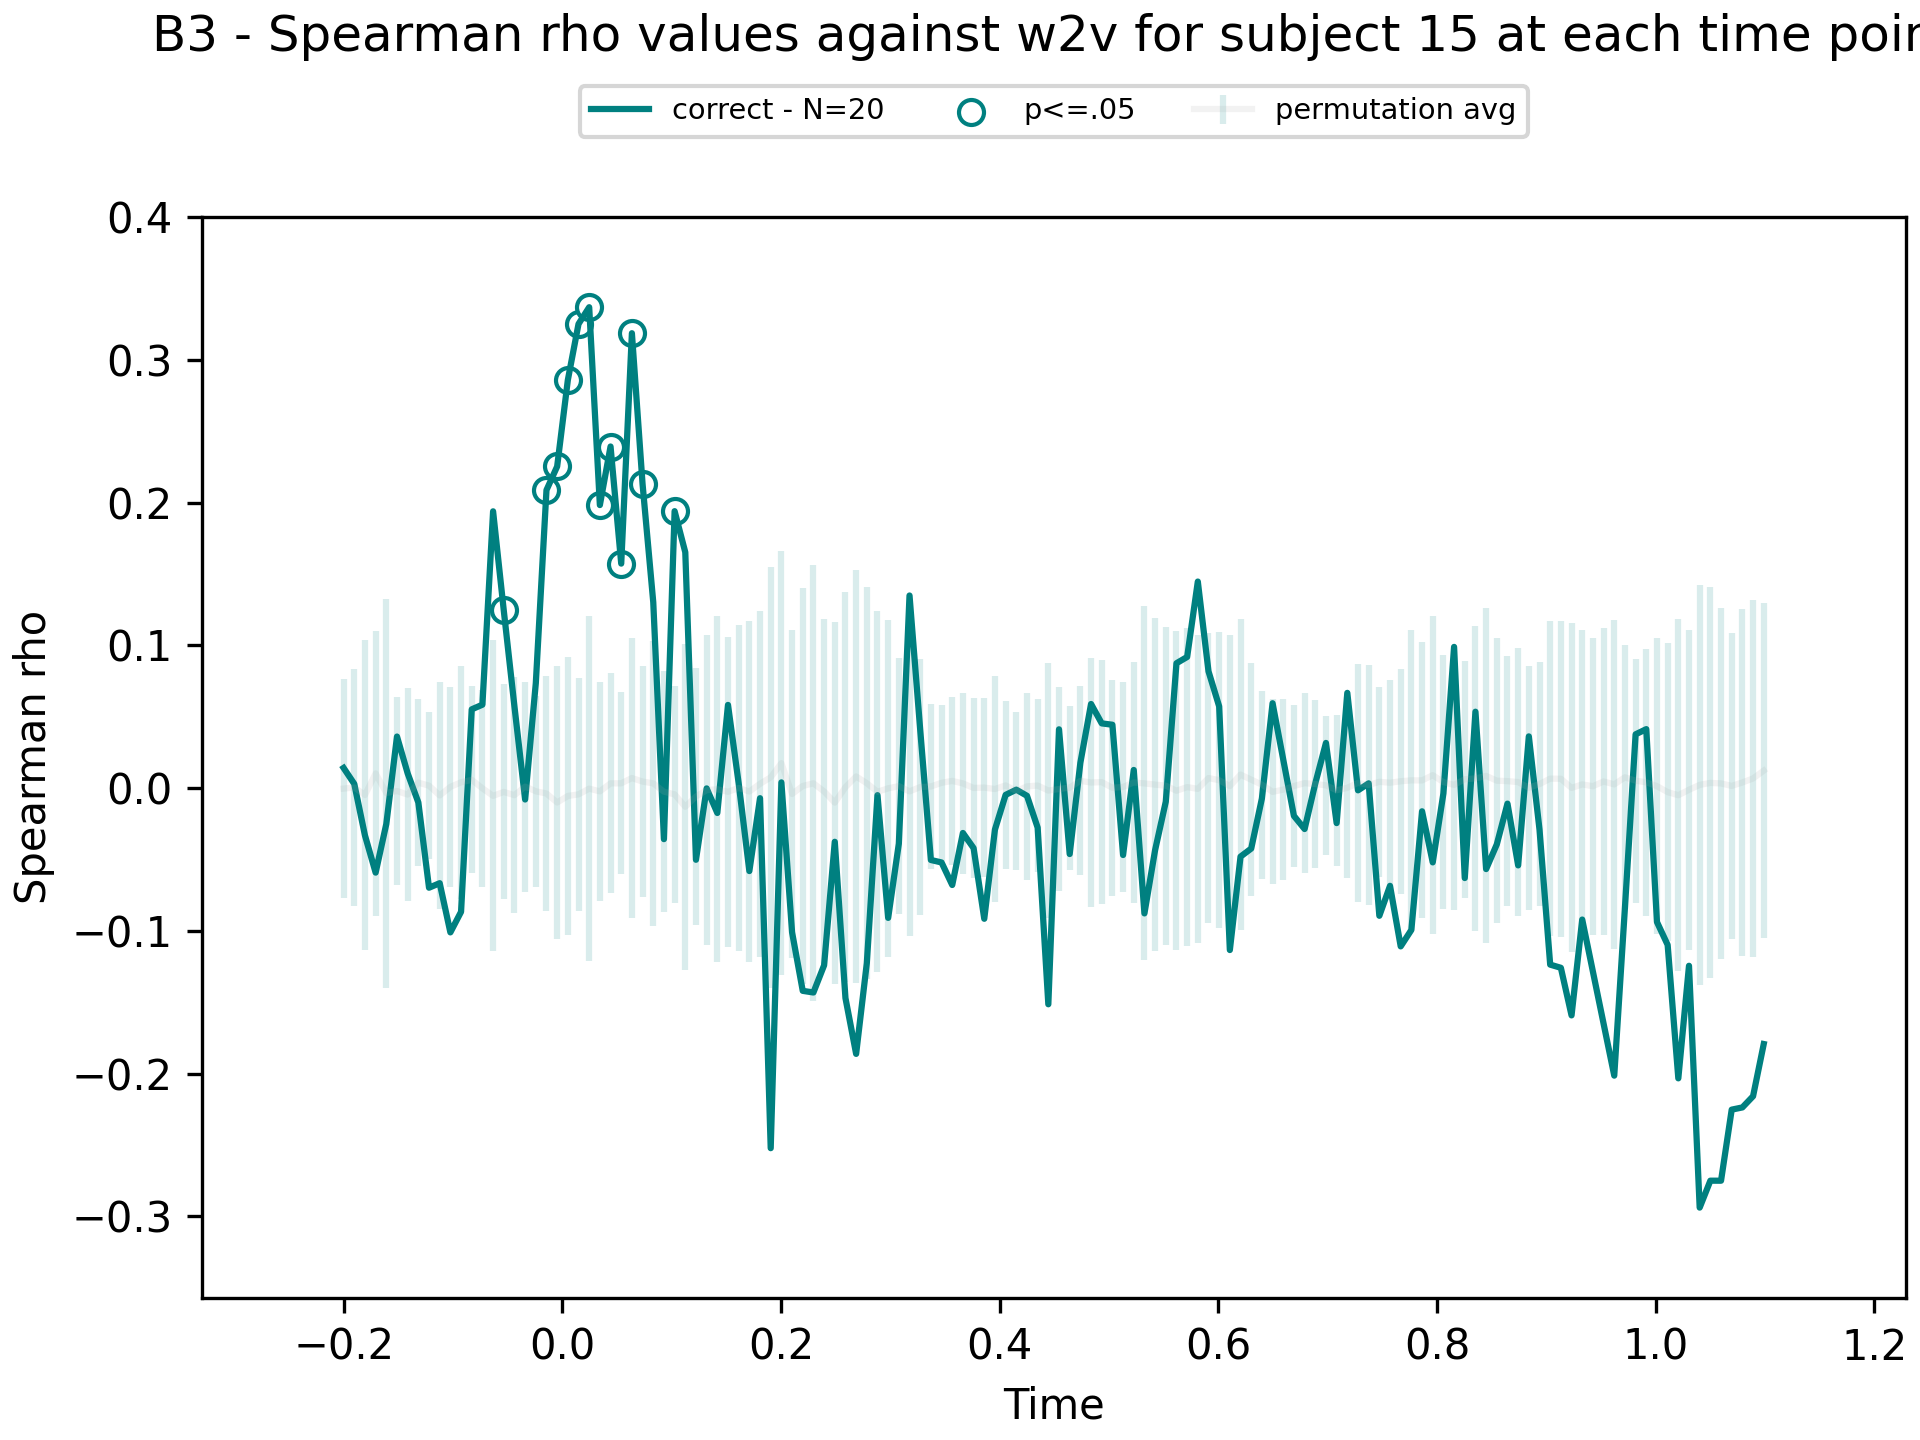 B3 - Spearman rho values against w2v for subject 15 at each time
correct - N=20 p<=.05 permutation avg
0.4
0.3
0.2
0.1
0.0
−0.1
−0.2
−0.3
Spearman rho
−0.2 0.0 0.2 0.4 0.6 0.8 1.0 1.2
Time